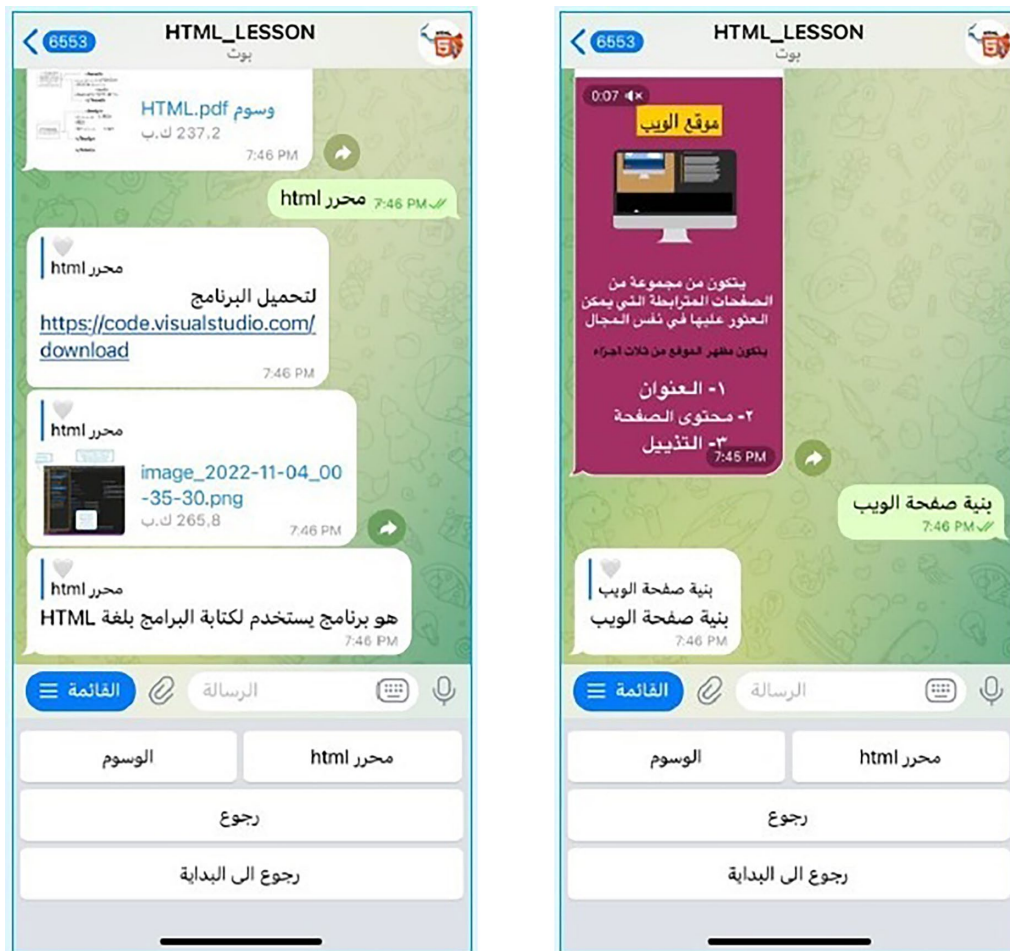 6553
HTML_LESSON
بوت
وسوم HTML.pdf
237,2 ك.ب
7:46 PM
محرر html
7:46 PM
محرر html
لتحميل البرنامج
https://code.visualstudio.com/
download
7:46 PM
محرر html
image_2022-11-04_00
-35-30.png
265,8 ك.ب
7:46 PM
محرر html
هو برنامج يستخدم لكتابة البرامج بلغة HTML
7:46 PM
القائمة
الرسالة
محرر html
الوسوم
رجوع
رجوع الى البداية
6553
HTML_LESSON
بوت
0:07
موقع الويب
يتكون من مجموعة من
الصفحات المترابطة التي يمكن
العثور عليها في نفس المجال
يتكون مظهر الموقع من ثلاث اجزاء
١- العنوان
٢- محتوى الصفحة
٣- التذييل
7:45 PM
بنية صفحة الويب
7:46 PM
بنية صفحة الويب
بنية صفحة الويب
7:46 PM
القائمة
الرسالة
محرر html
الوسوم
رجوع
رجوع الى البداية